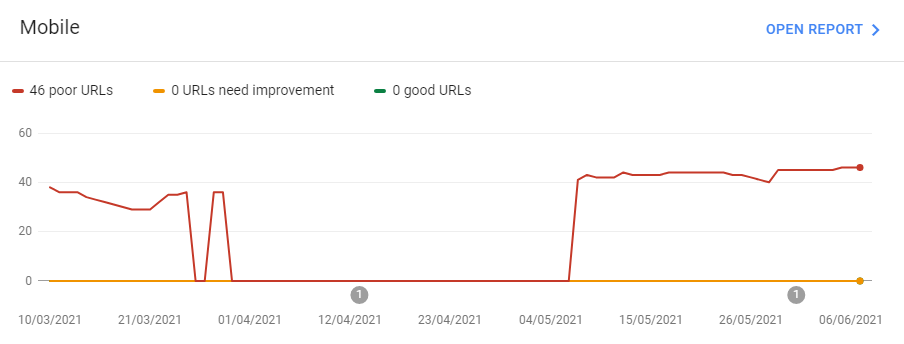 Mobile
OPEN REPORT
46 poor URLs 0 URLs need improvement 0 good URLs
60
40
20
0
1 1
10/03/2021 21/03/2021 01/04/2021 12/04/2021 23/04/2021 04/05/2021 15/05/2021 26/05/2021 06/06/2021